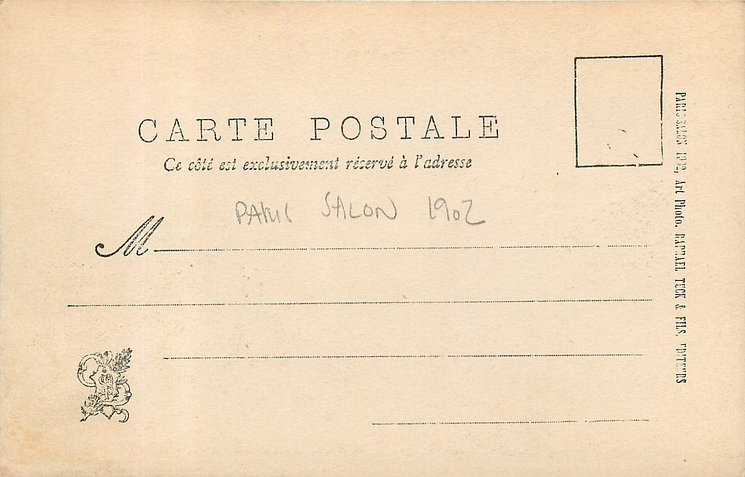 CARTE POSTALE
Ce côté est exclusivement réservé à l'adresse
PARIS SALON 1902
M
PARIS SALON 1902, Art Photo. RAPHAEL TUCK & FILS, EDITEURS